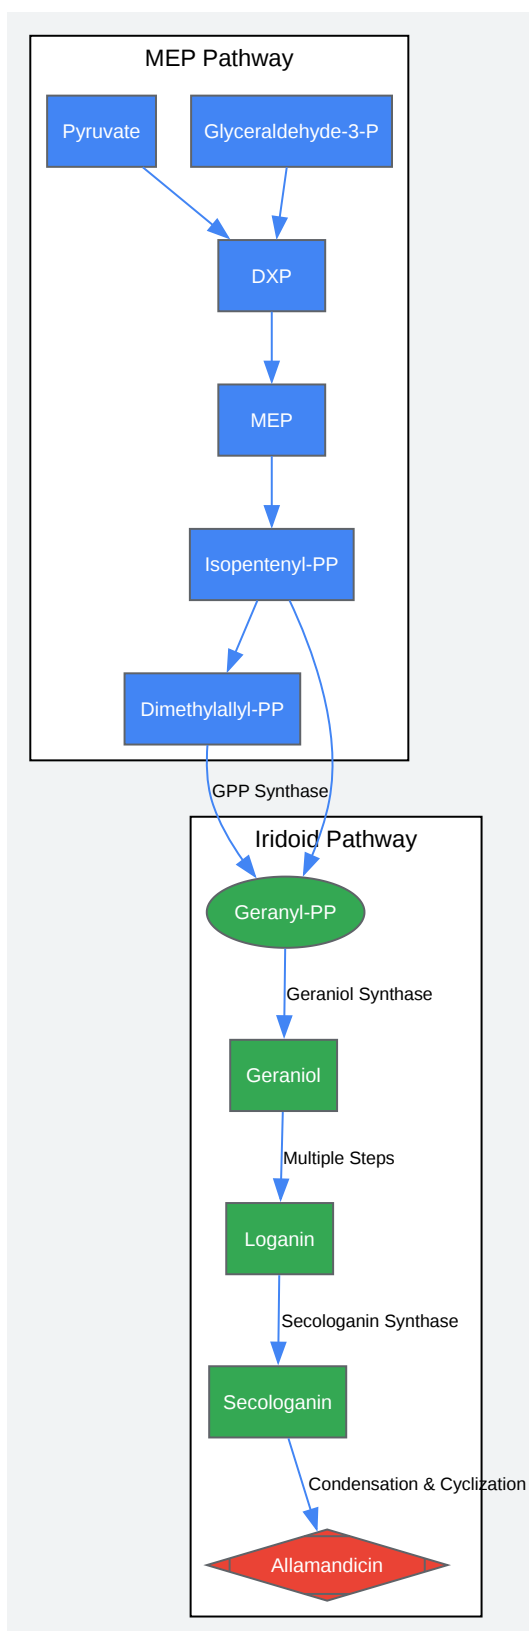 MEP Pathway
Pyruvate
Glyceraldehyde-3-P
DXP
MEP
Isopentenyl-PP
Dimethylallyl-PP
GPP Synthase
Iridoid Pathway
Geranyl-PP
Geraniol Synthase
Geraniol
Multiple Steps
Loganin
Secologanin Synthase
Secologanin
Condensation & Cyclization
Allamandicin